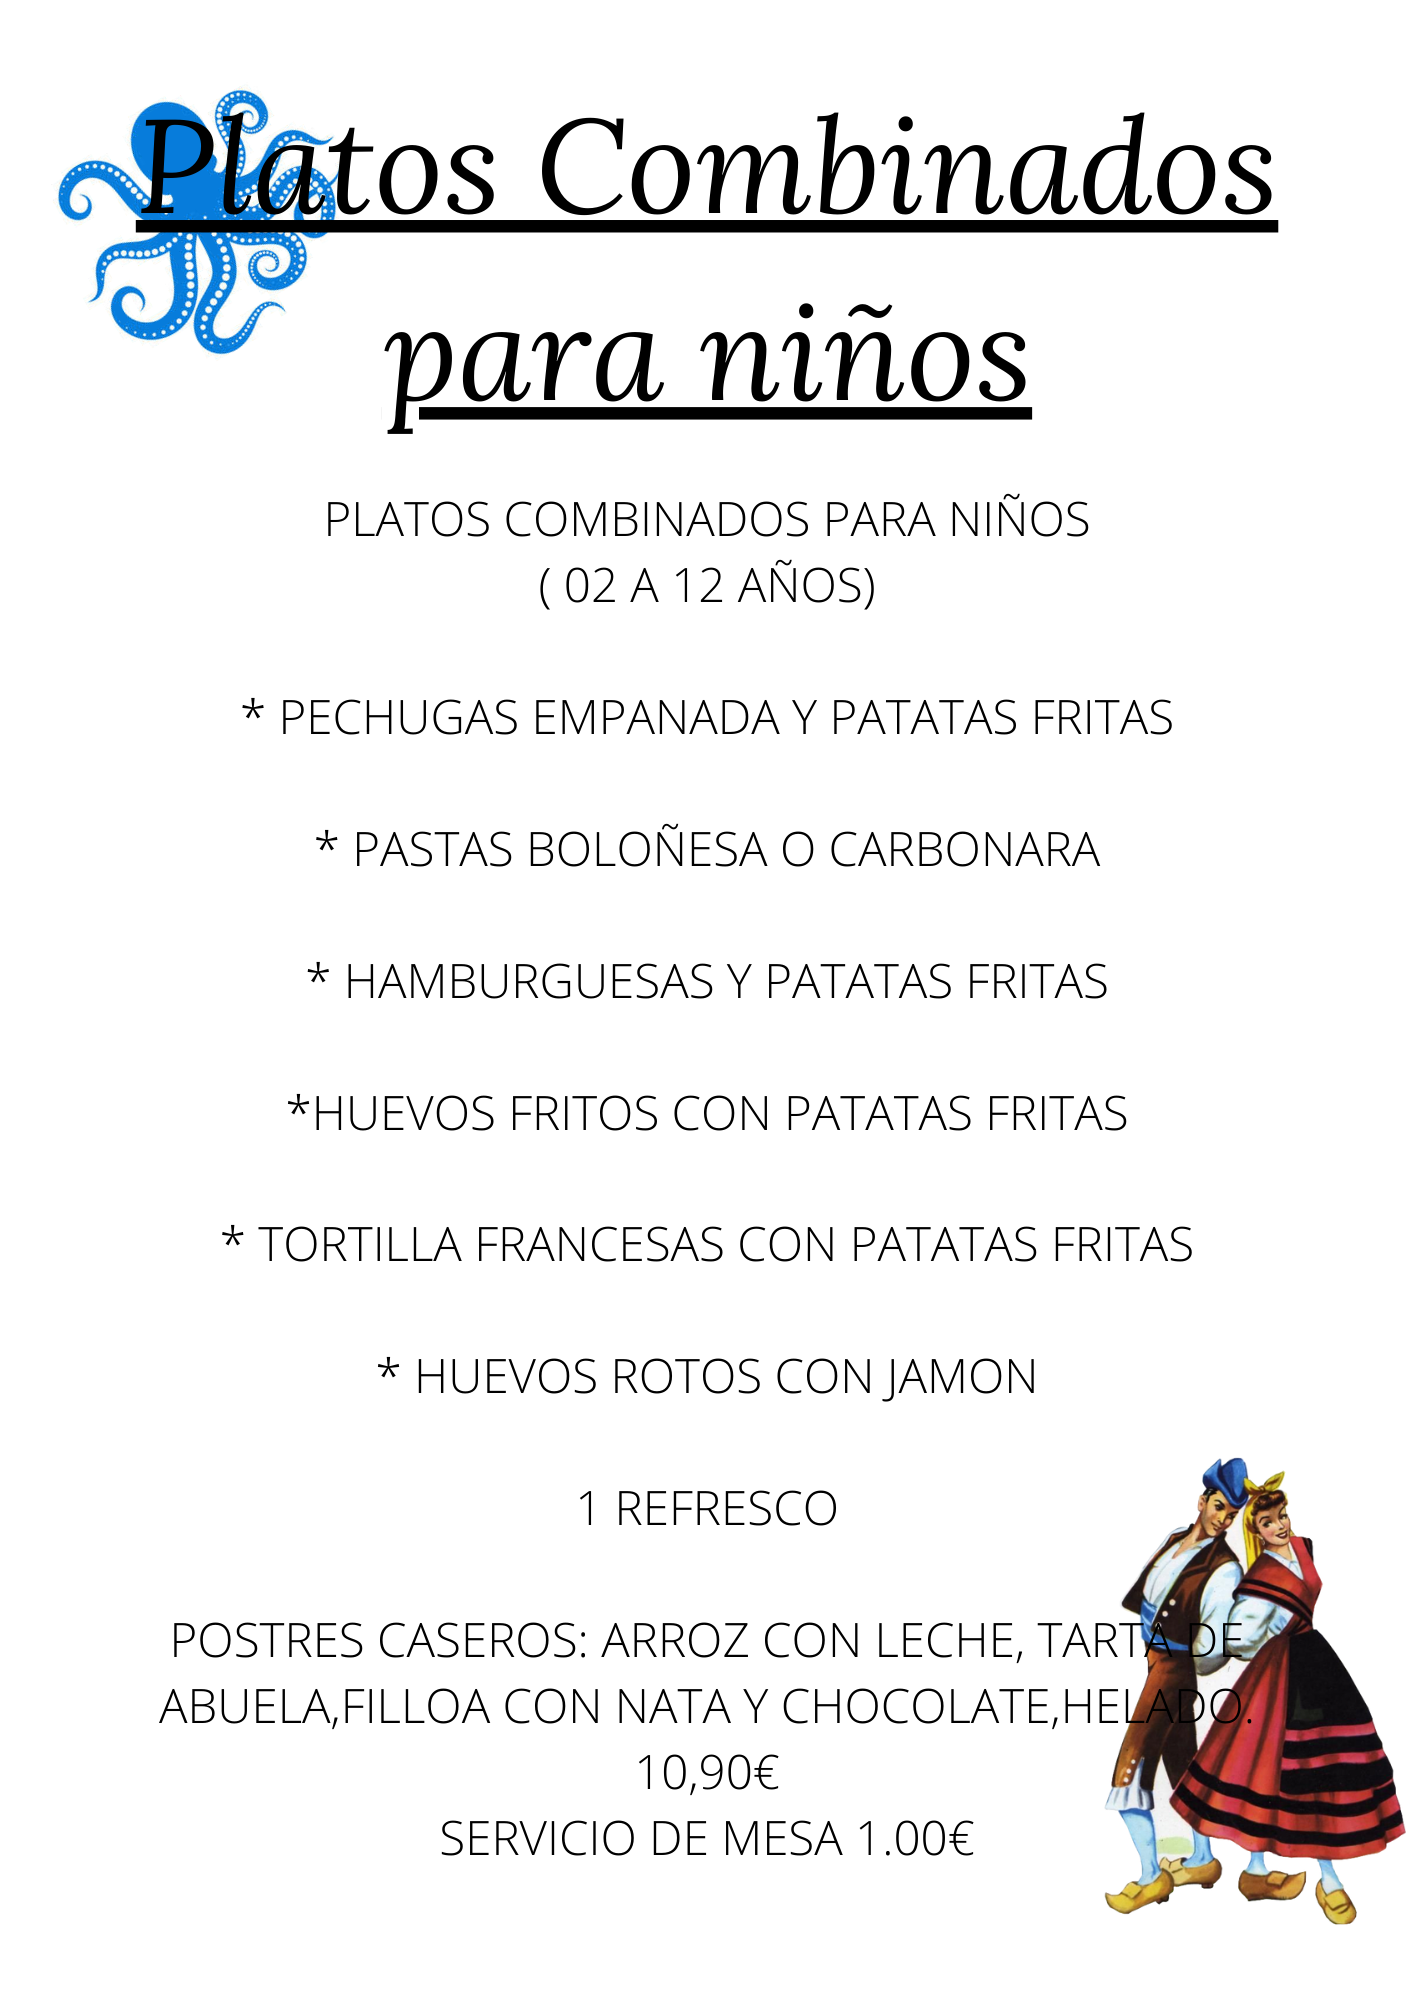 Platos Combinados
para niños
PLATOS COMBINADOS PARA NIÑOS
( 02 A 12 AÑOS)
* PECHUGAS EMPANADA Y PATATAS FRITAS
* PASTAS BOLOÑESA O CARBONARA
* HAMBURGUESAS Y PATATAS FRITAS
*HUEVOS FRITOS CON PATATAS FRITAS
* TORTILLA FRANCESAS CON PATATAS FRITAS
* HUEVOS ROTOS CON JAMON
1 REFRESCO
POSTRES CASEROS: ARROZ CON LECHE, TARTA DE
ABUELA,FILLOA CON NATA Y CHOCOLATE,HELADO.
10,90€
SERVICIO DE MESA 1.00€